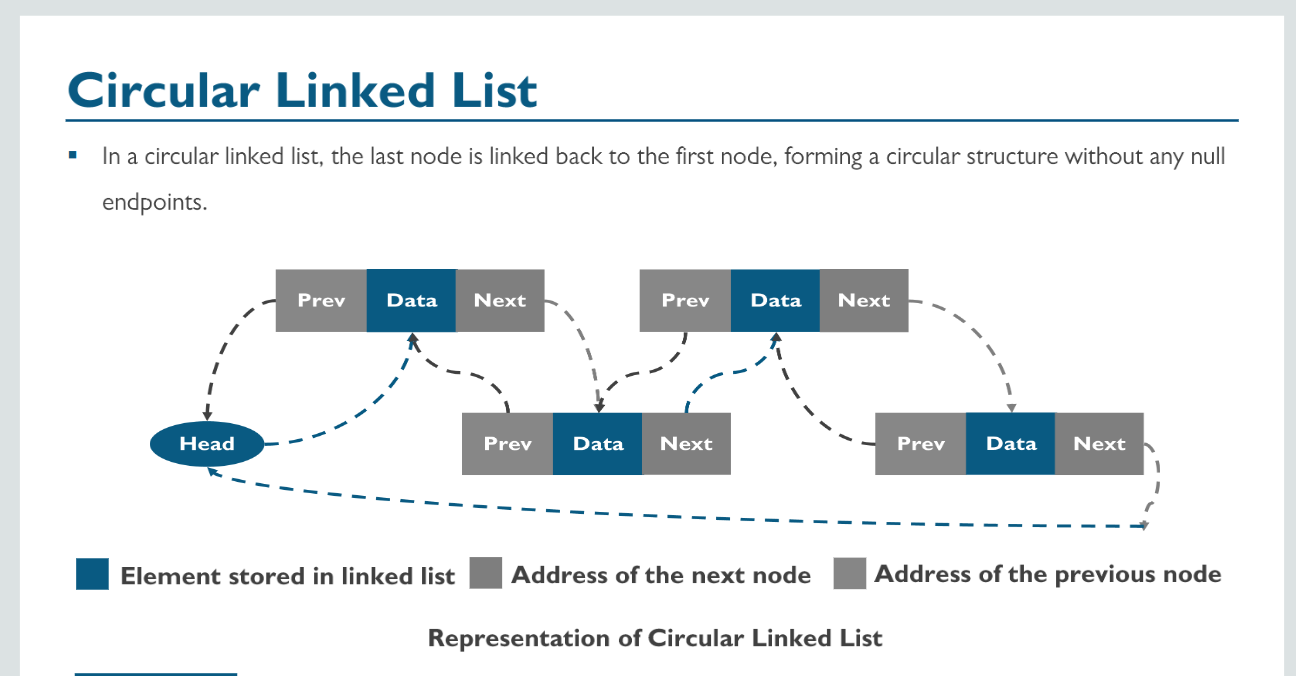 Circular Linked List
▪ In a circular linked list, the last node is linked back to the first node, forming a circular structure without any null
endpoints.
Prev Data Next Prev Data Next
Head Prev Data Next Prev Data Next
Element stored in linked list Address of the next node Address of the previous node
Representation of Circular Linked List